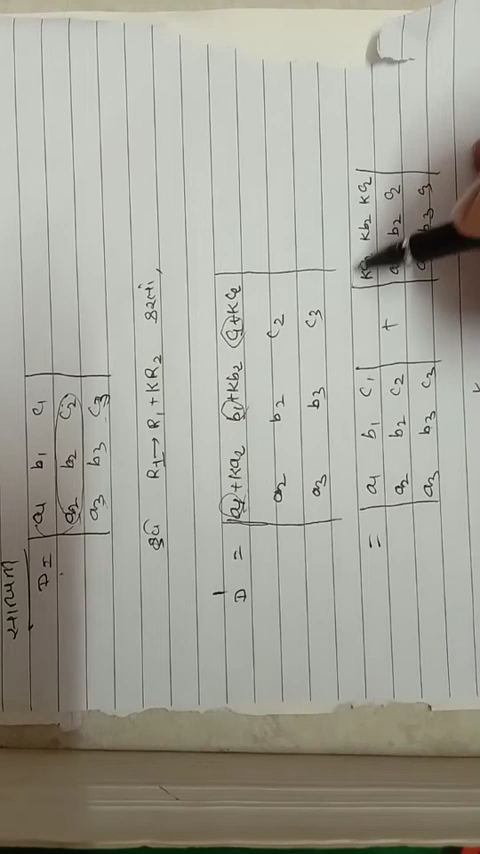 સાબિતી
D = | a1 b1 c1 |
| a2 b2 c2 |
| a3 b3 c3 |
હવે R1 → R1 + KR2 કરતાં,
D' = | a1+Ka2 b1+Kb2 c1+Kc2 |
| a2 b2 c2 |
| a3 b3 c3 |
= | a1 b1 c1 | + | Ka2 Kb2 Kc2 |
| a2 b2 c2 | | a2 b2 c2 |
| a3 b3 c3 | | b3 c3 |